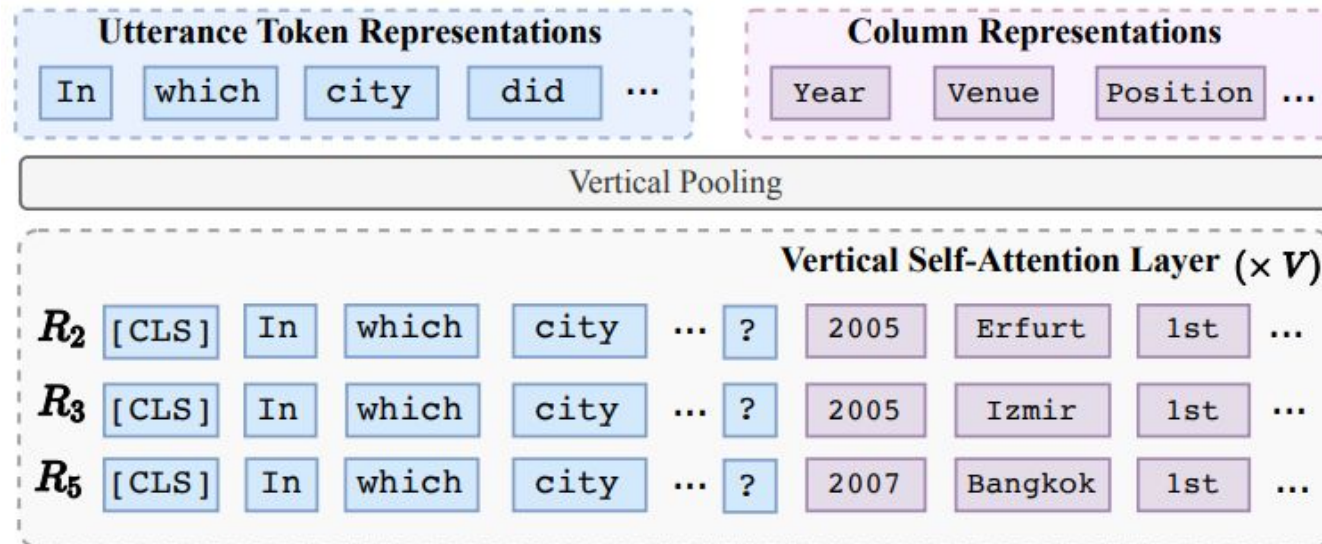 Utterance Token Representations
In which city did ...
Column Representations
Year Venue Position ...
Vertical Pooling
Vertical Self-Attention Layer (× V)
R2 [CLS] In which city ... ? 2005 Erfurt 1st ...
R3 [CLS] In which city ... ? 2005 Izmir 1st ...
R5 [CLS] In which city ... ? 2007 Bangkok 1st ...